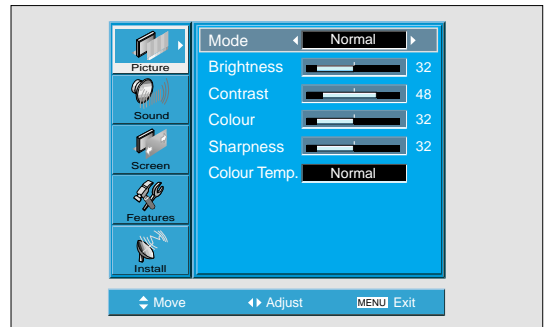 Picture
Sound
Screen
Features
Install
Mode Normal
Brightness 32
Contrast 48
Colour 32
Sharpness 32
Colour Temp. Normal
Move Adjust MENU Exit